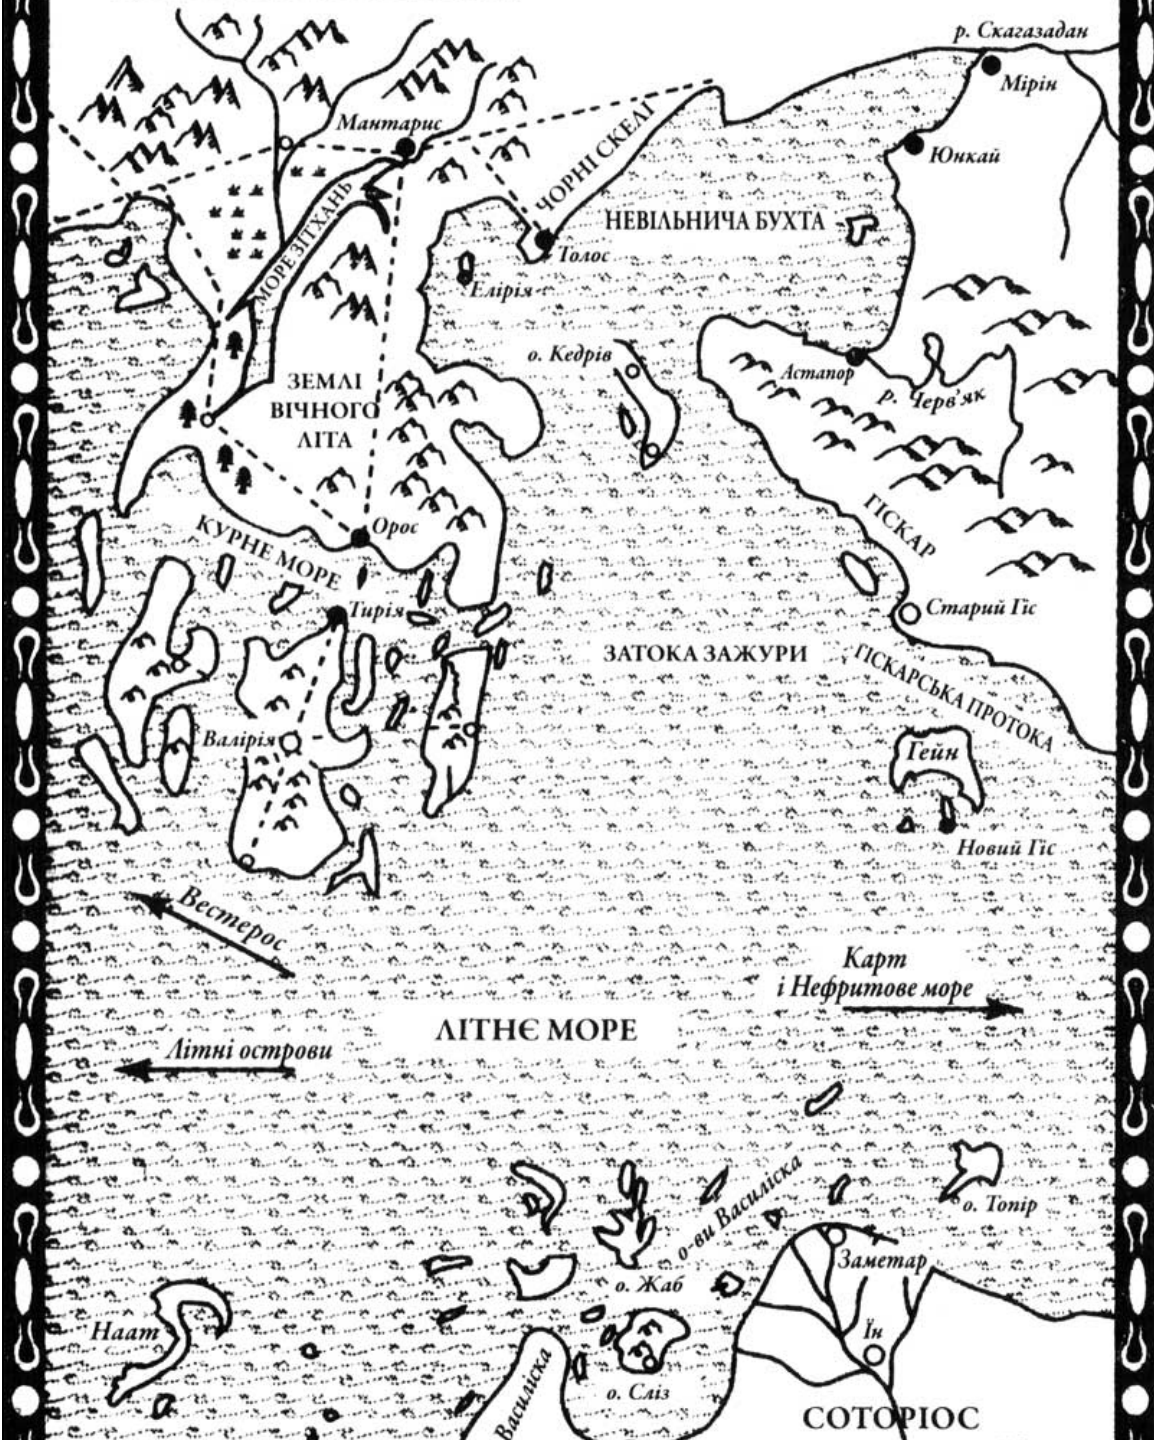 р. Скагазадан
Мірін
Мантарис
Юнкай
ЧОРНІ СКЕЛІ
МОРЕ ЗІТХАНЬ
НЕВІЛЬНИЧА БУХТА
Толос
Елірія
о. Кедрів
Астапор
р. Черв'як
ЗЕМЛІ
ВІЧНОГО
ЛІТА
Орос
КУРНЕ МОРЕ
ГІСКАР
Тирія
Старий Гіс
ЗАТОКА ЗАЖУРИ
ГІСКАРСЬКА ПРОТОКА
Валірія
Гейн
Новий Гіс
Вестерос
Карт
і Нефритове море
ЛІТНЄ МОРЕ
Літні острови
о-ви Василіска
о. Топір
Заметар
о. Жаб
Наат
Їн
Василіска
о. Сліз
СОТОРІОС